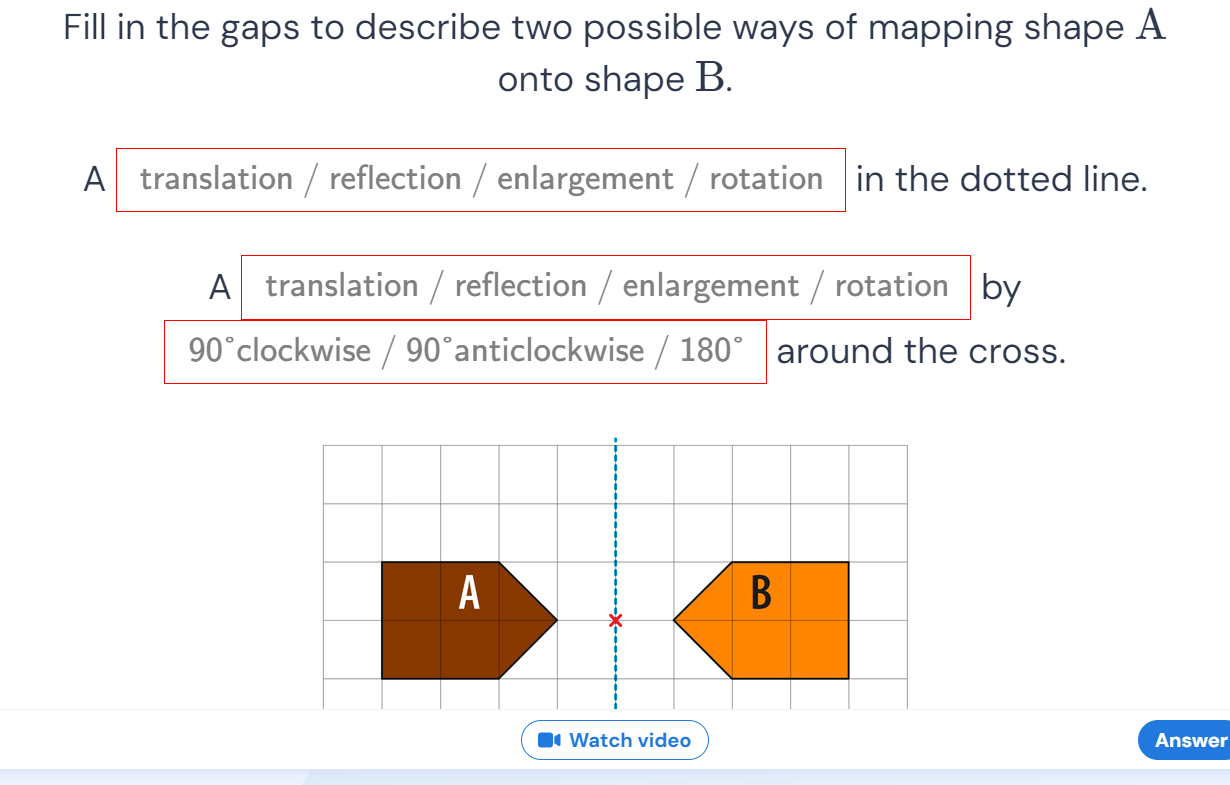 Fill in the gaps to describe two possible ways of mapping shape A
onto shape B.
A translation / reflection / enlargement / rotation in the dotted line.
A translation / reflection / enlargement / rotation by
90°clockwise / 90°anticlockwise / 180° around the cross.
A B
Watch video Answer